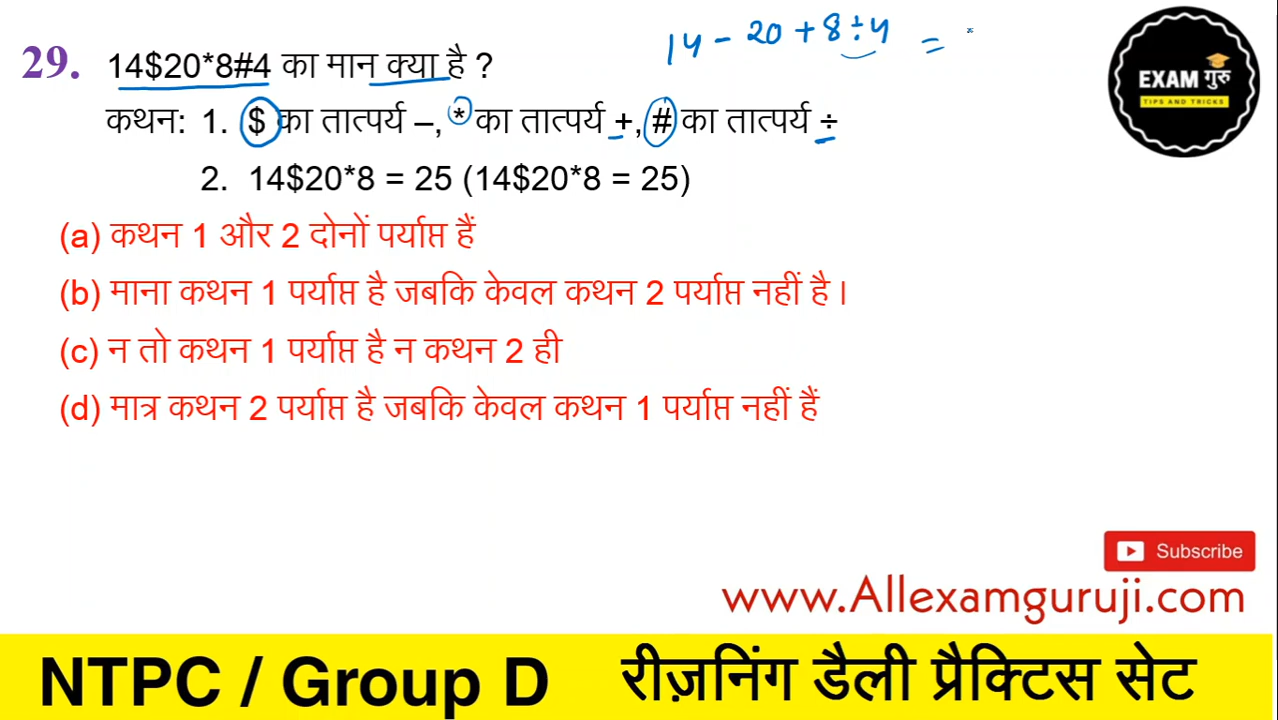 14 - 20 + 8 ÷ 4 =
29. 14$20*8#4 का मान क्या है ?
EXAM गुरु
TIPS AND TRICKS
कथन: 1. $ का तात्पर्य –, * का तात्पर्य +, # का तात्पर्य ÷
2. 14$20*8 = 25 (14$20*8 = 25)
(a) कथन 1 और 2 दोनों पर्याप्त हैं
(b) माना कथन 1 पर्याप्त है जबकि केवल कथन 2 पर्याप्त नहीं है ।
(c) न तो कथन 1 पर्याप्त है न कथन 2 ही
(d) मात्र कथन 2 पर्याप्त है जबकि केवल कथन 1 पर्याप्त नहीं हैं
Subscribe
www.Allexamguruji.com
NTPC / Group D रीज़निंग डैली प्रैक्टिस सेट